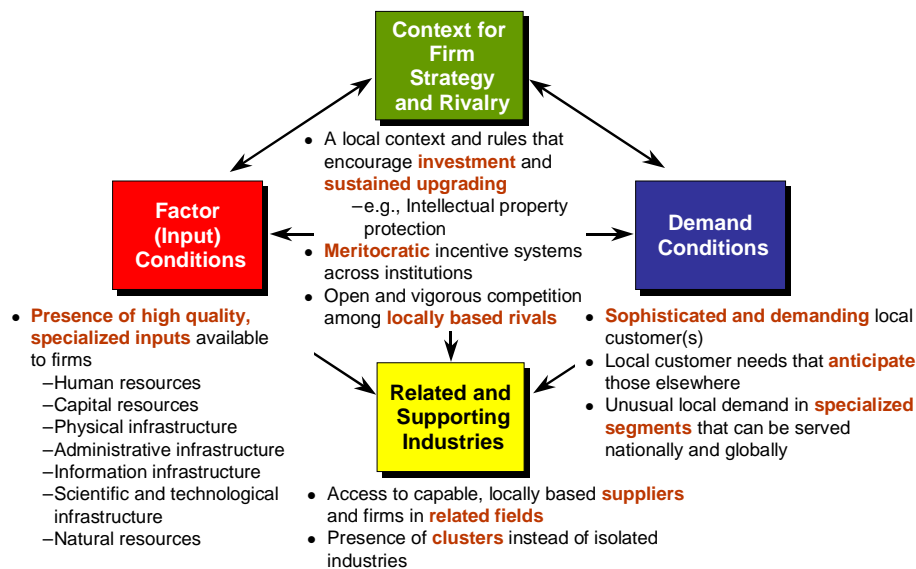 Context for
Firm
Strategy
and Rivalry
• A local context and rules that
encourage investment and
sustained upgrading
–e.g., Intellectual property
protection
• Meritocratic incentive systems
across institutions
• Open and vigorous competition
among locally based rivals
Factor
(Input)
Conditions
Demand
Conditions
• Presence of high quality,
specialized inputs available
to firms
–Human resources
–Capital resources
–Physical infrastructure
–Administrative infrastructure
–Information infrastructure
–Scientific and technological
infrastructure
–Natural resources
Related and
Supporting
Industries
• Sophisticated and demanding local
customer(s)
• Local customer needs that anticipate
those elsewhere
• Unusual local demand in specialized
segments that can be served
nationally and globally
• Access to capable, locally based suppliers
and firms in related fields
• Presence of clusters instead of isolated
industries